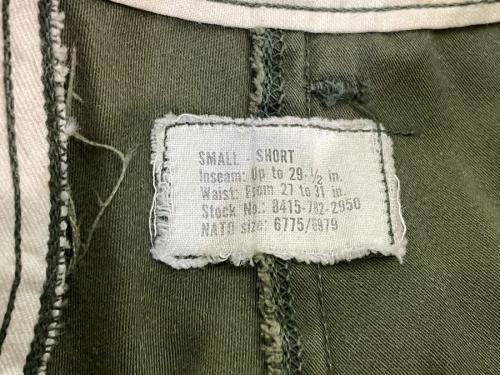 SMALL - SHORT
Inseam: Up to 29-1/2 in.
Waist: From 27 to 31 in.
Stock No.: 8415-782-2950
NATO size: 6775/6979